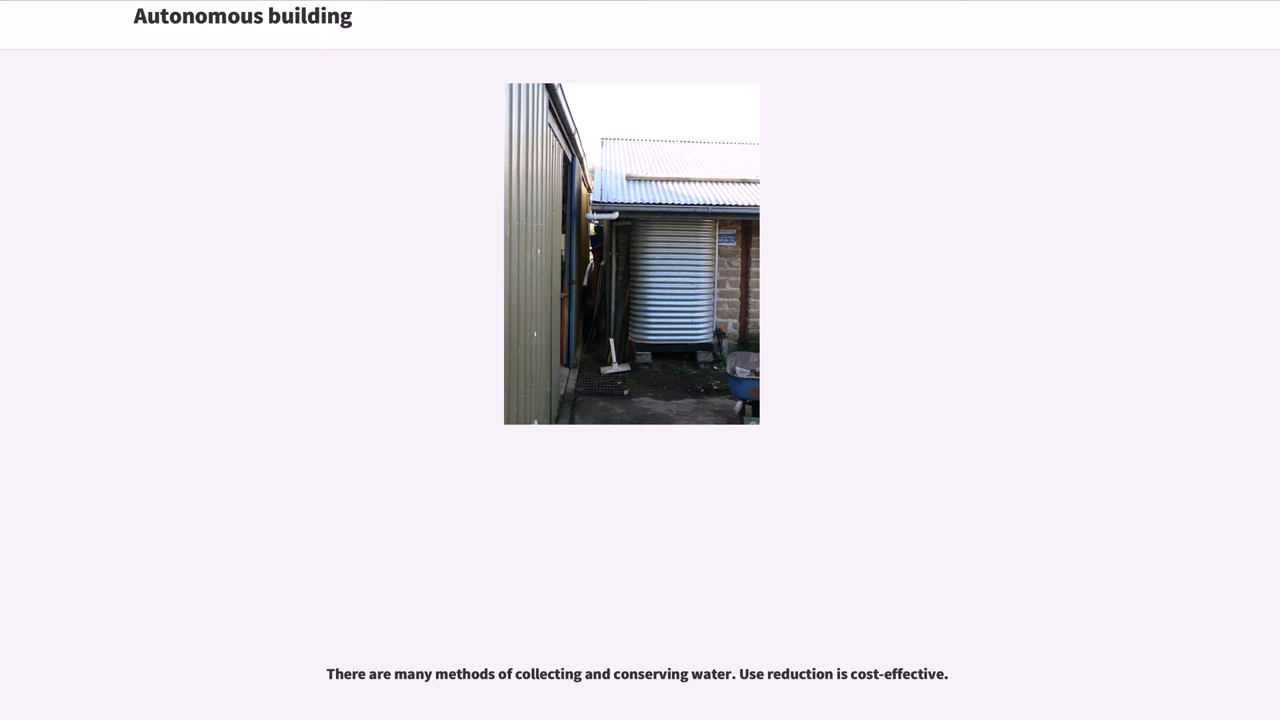 Autonomous building
There are many methods of collecting and conserving water. Use reduction is cost-effective.